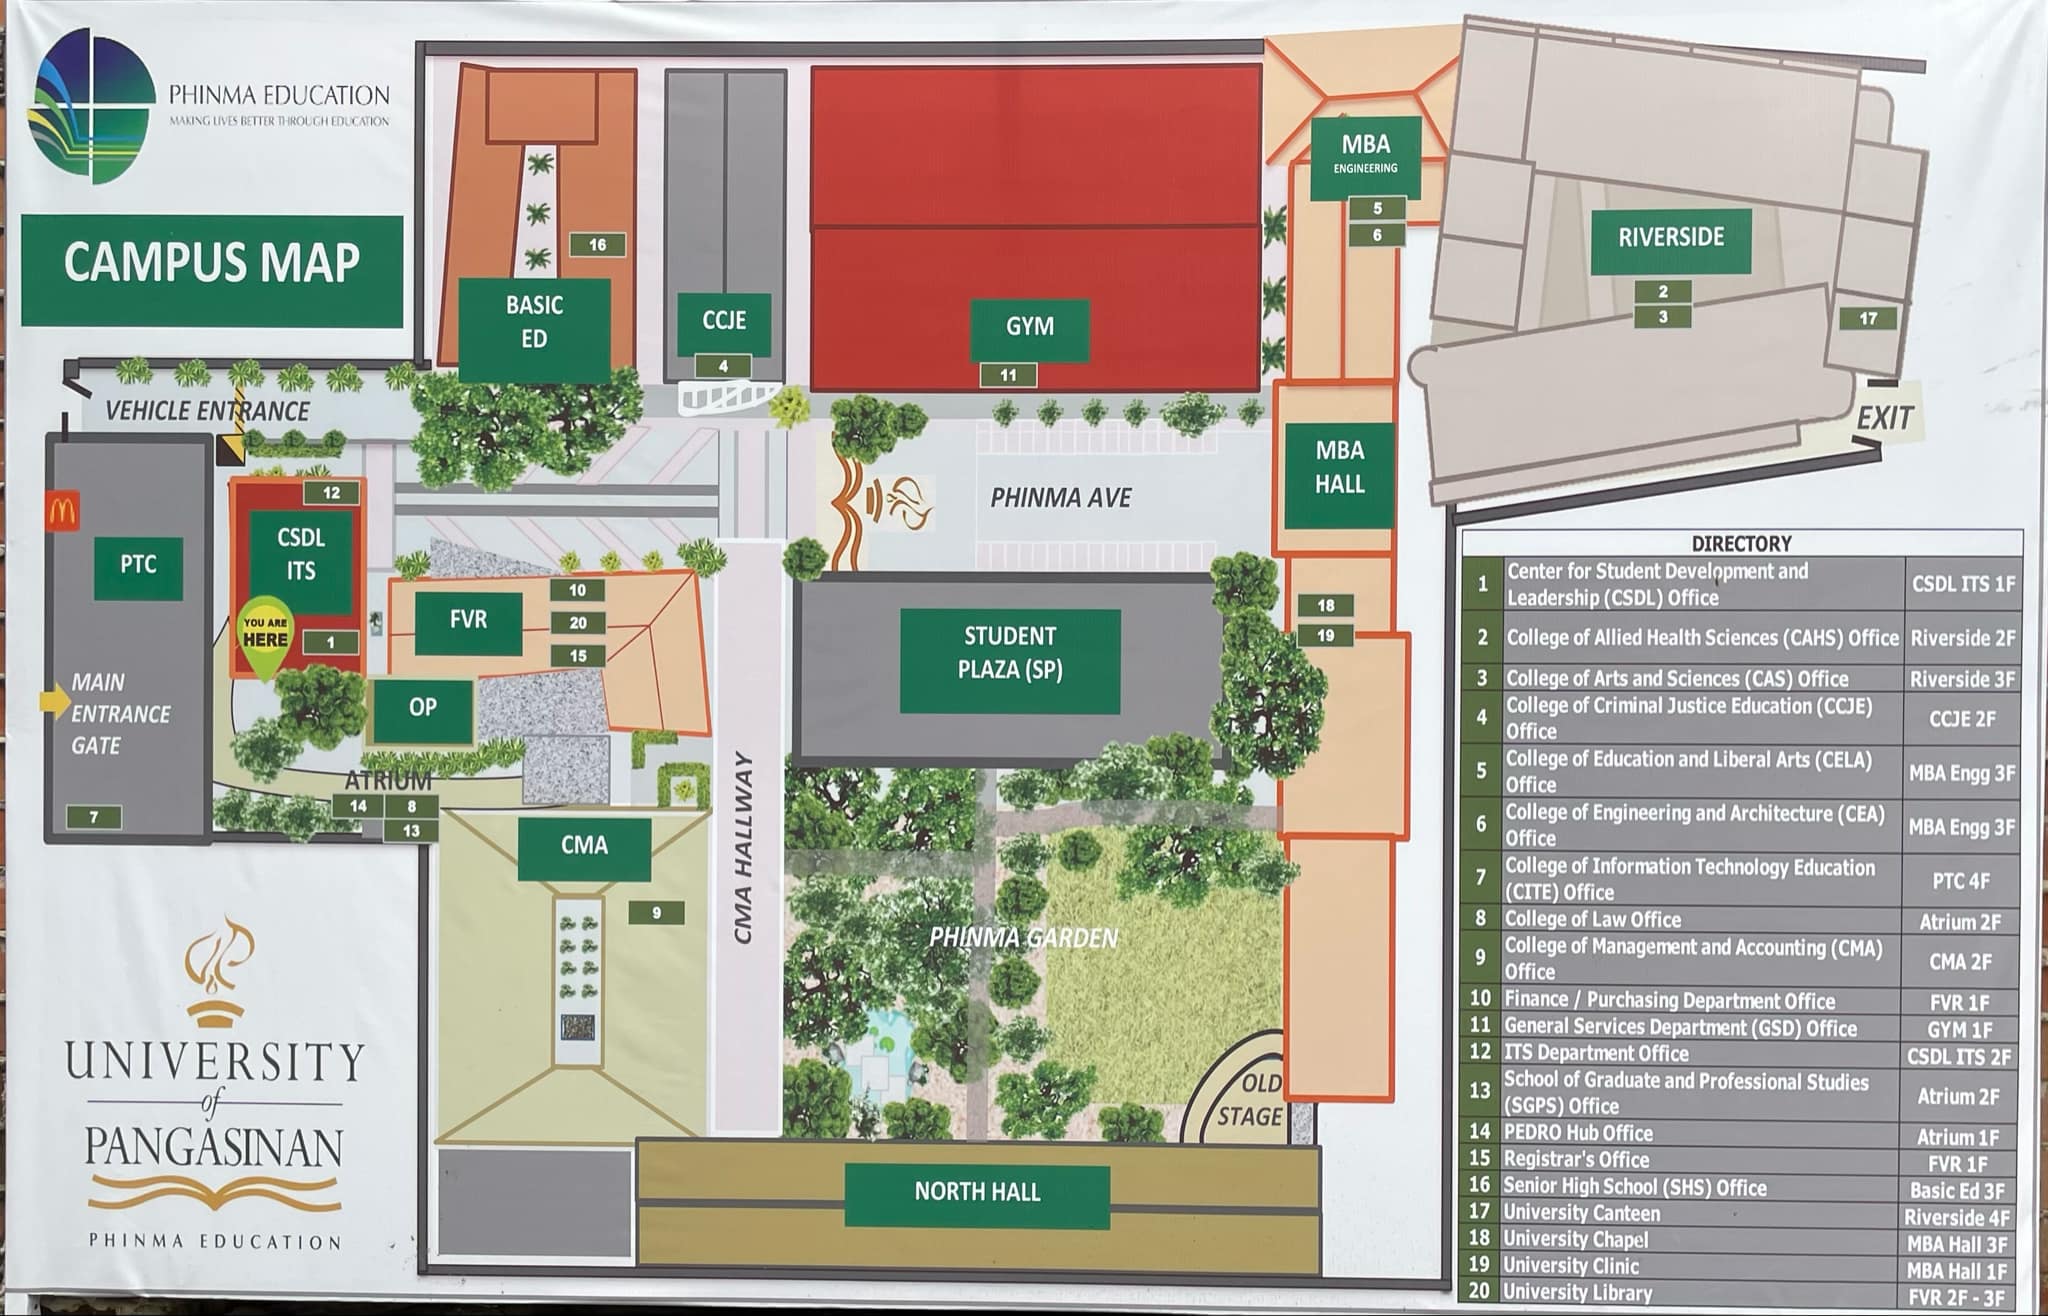 PHINMA EDUCATION
MAKING LIVES BETTER THROUGH EDUCATION
CAMPUS MAP
BASIC
ED
16
CCJE
4
GYM
11
MBA
ENGINEERING
5
6
RIVERSIDE
2
3
17
EXIT
VEHICLE ENTRANCE
PTC
MAIN
ENTRANCE
GATE
7
12
CSDL
ITS
YOU ARE
HERE
1
FVR
10
20
15
OP
ATRIUM
14
8
13
PHINMA AVE
MBA
HALL
18
19
STUDENT
PLAZA (SP)
CMA
9
CMA HALLWAY
PHINMA GARDEN
OLD
STAGE
NORTH HALL
UNIVERSITY
of
PANGASINAN
PHINMA EDUCATION
DIRECTORY
1 Center for Student Development and
Leadership (CSDL) Office CSDL ITS 1F
2 College of Allied Health Sciences (CAHS) Office Riverside 2F
3 College of Arts and Sciences (CAS) Office Riverside 3F
4 College of Criminal Justice Education (CCJE)
Office CCJE 2F
5 College of Education and Liberal Arts (CELA)
Office MBA Engg 3F
6 College of Engineering and Architecture (CEA)
Office MBA Engg 3F
7 College of Information Technology Education
(CITE) Office PTC 4F
8 College of Law Office Atrium 2F
9 College of Management and Accounting (CMA)
Office CMA 2F
10 Finance / Purchasing Department Office FVR 1F
11 General Services Department (GSD) Office GYM 1F
12 ITS Department Office CSDL ITS 2F
13 School of Graduate and Professional Studies
(SGPS) Office Atrium 2F
14 PEDRO Hub Office Atrium 1F
15 Registrar's Office FVR 1F
16 Senior High School (SHS) Office Basic Ed 3F
17 University Canteen Riverside 4F
18 University Chapel MBA Hall 3F
19 University Clinic MBA Hall 1F
20 University Library FVR 2F - 3F